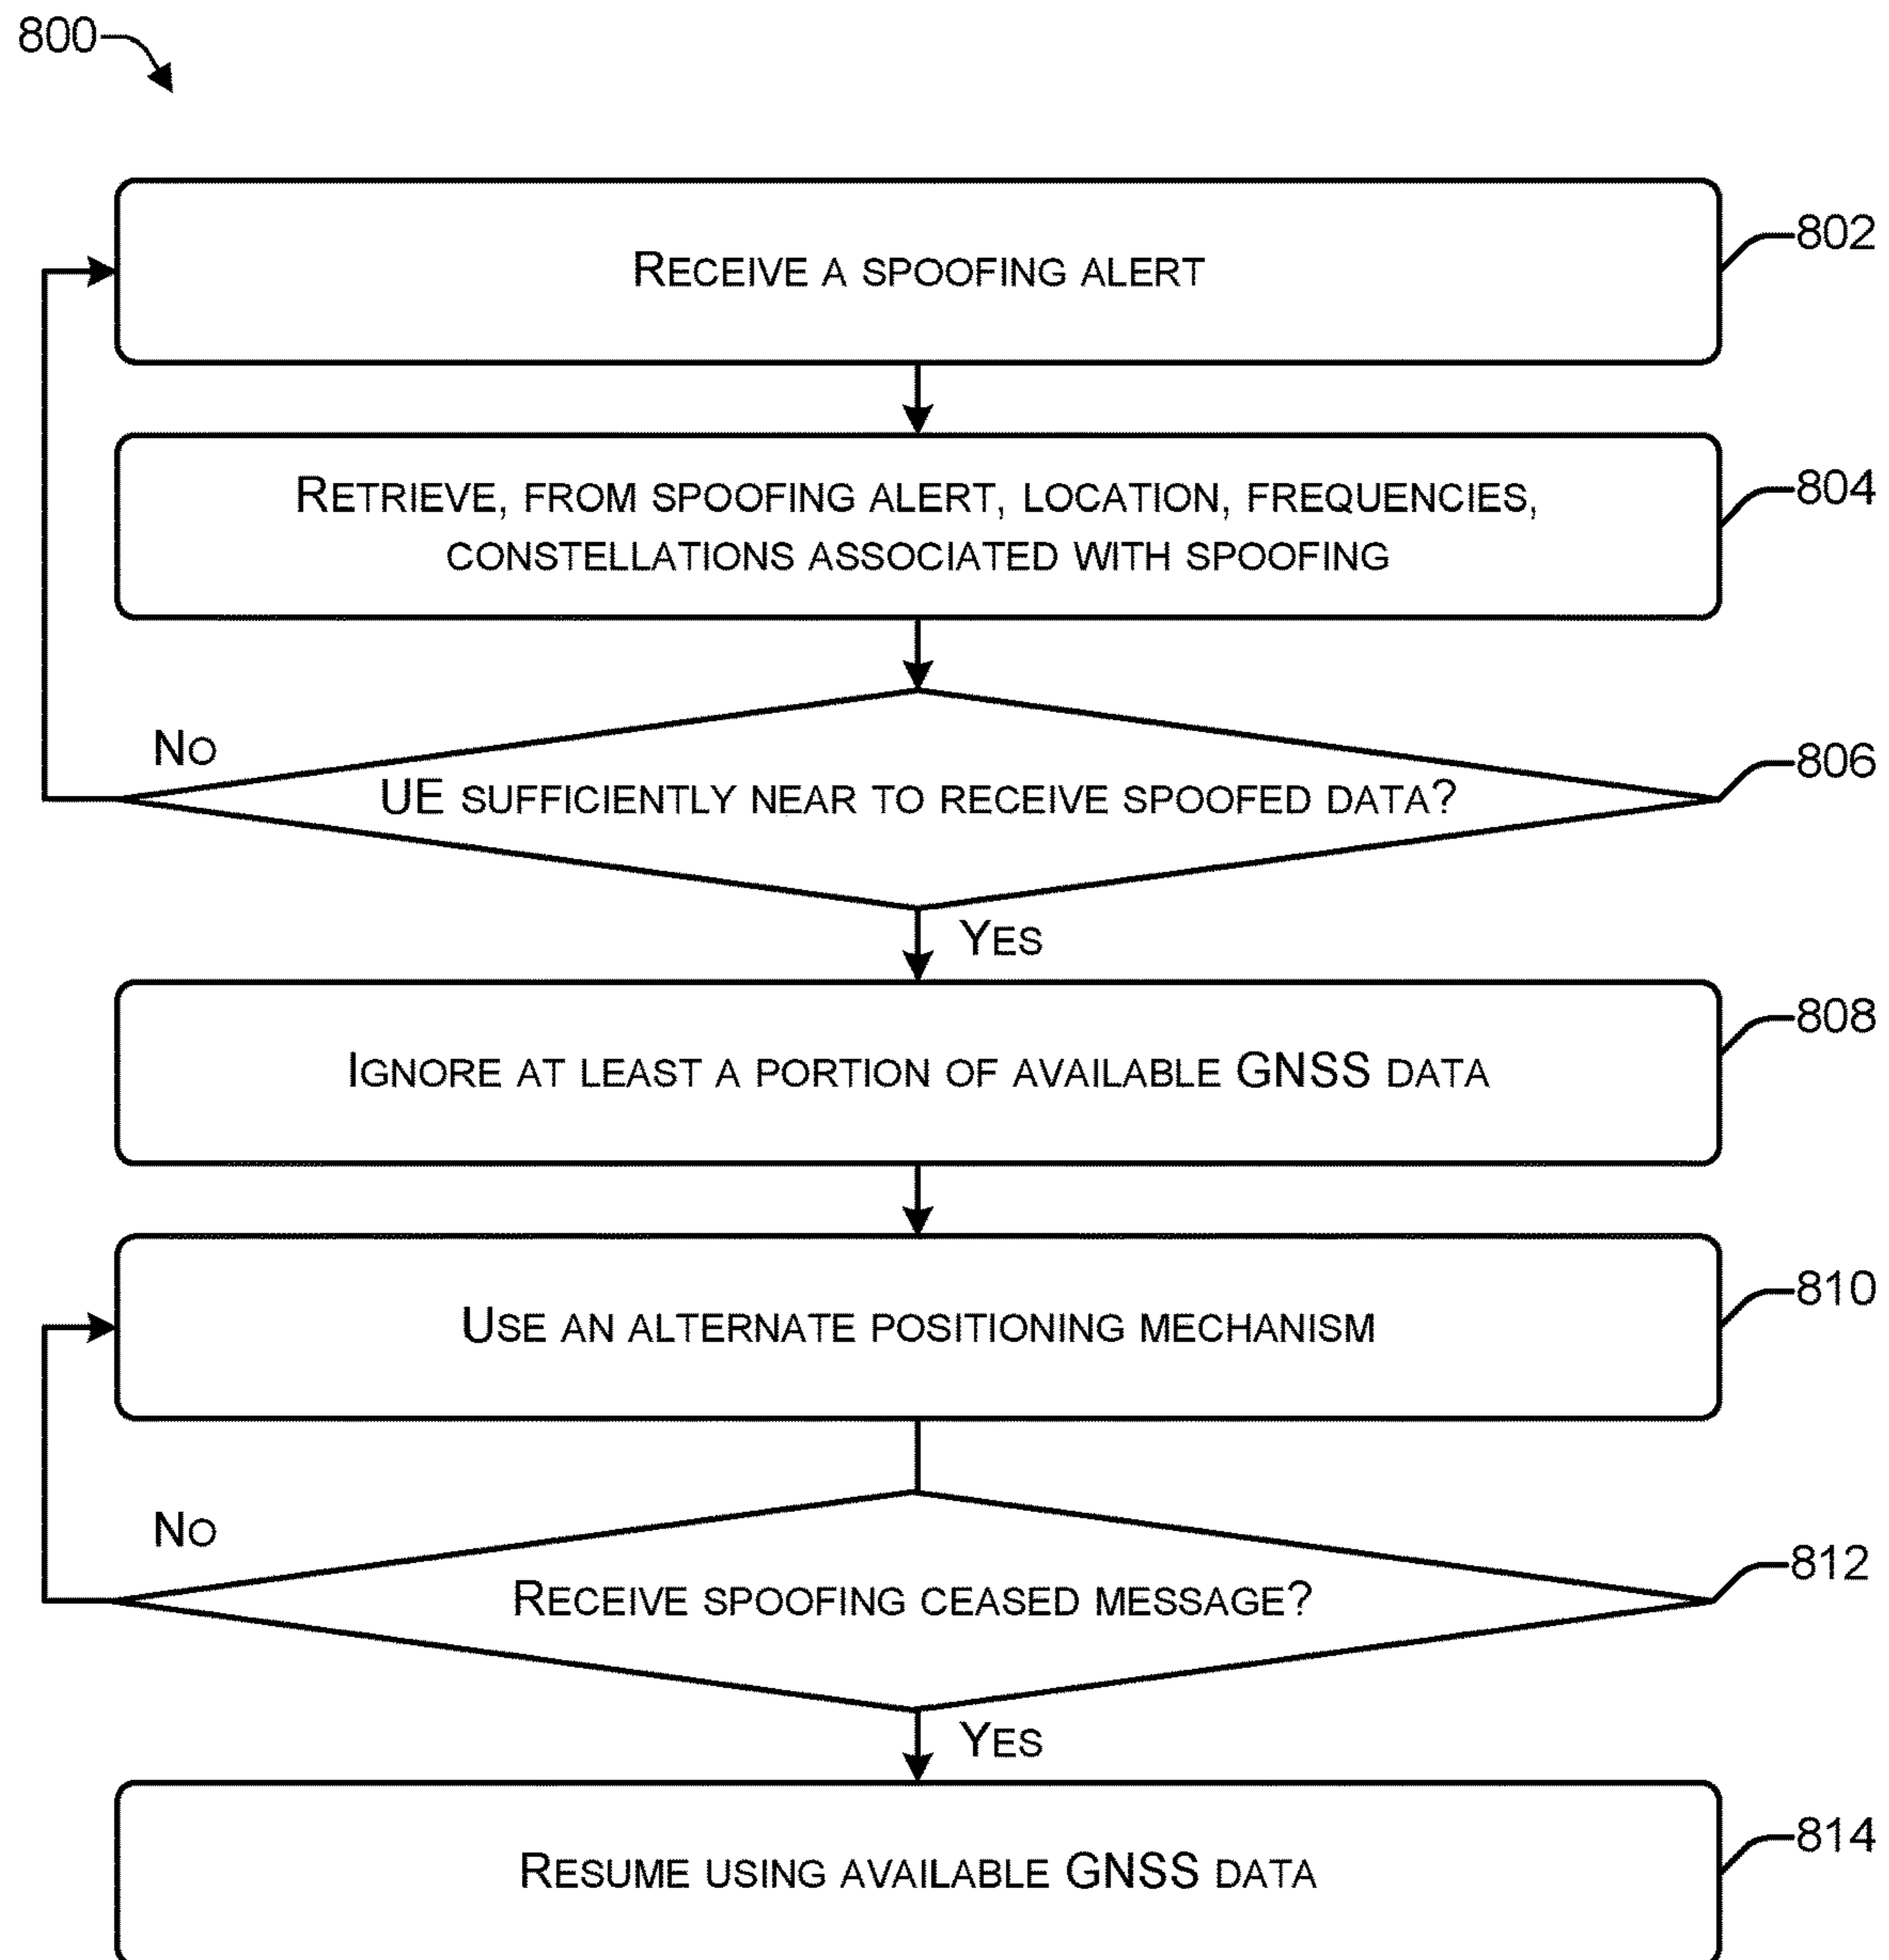 800
RECEIVE A SPOOFING ALERT
802
RETRIEVE, FROM SPOOFING ALERT, LOCATION, FREQUENCIES,
CONSTELLATIONS ASSOCIATED WITH SPOOFING
804
NO
UE SUFFICIENTLY NEAR TO RECEIVE SPOOFED DATA?
806
YES
IGNORE AT LEAST A PORTION OF AVAILABLE GNSS DATA
808
USE AN ALTERNATE POSITIONING MECHANISM
810
NO
RECEIVE SPOOFING CEASED MESSAGE?
812
YES
RESUME USING AVAILABLE GNSS DATA
814